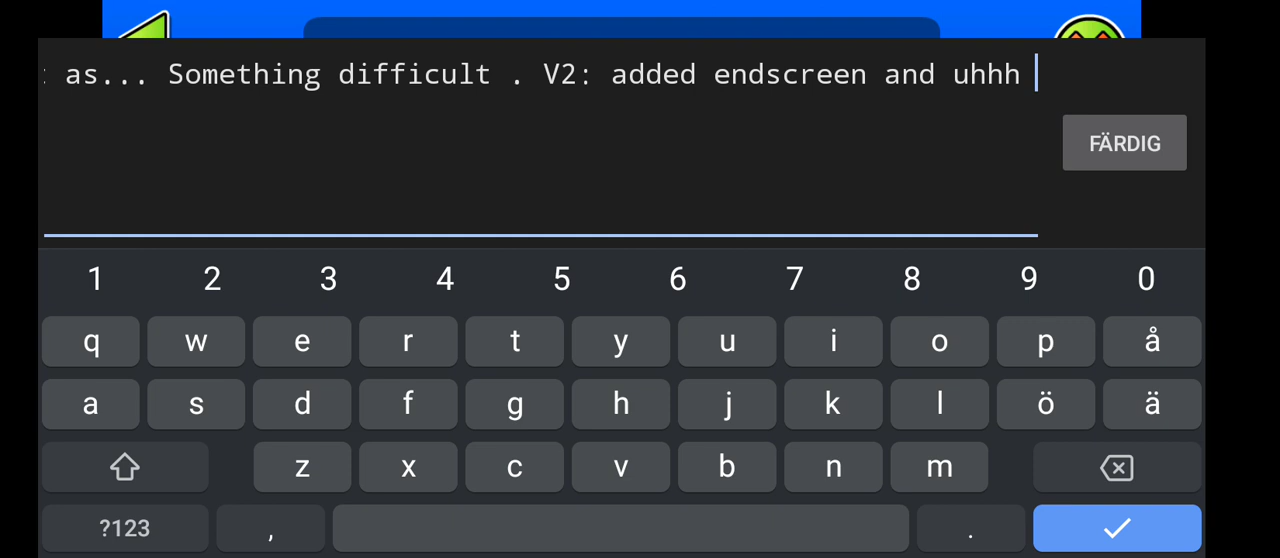 as... Something difficult . V2: added endscreen and uhhh
FÄRDIG
1 2 3 4 5 6 7 8 9 0
q w e r t y u i o p å
a s d f g h j k l ö ä
z x c v b n m
?123 , .